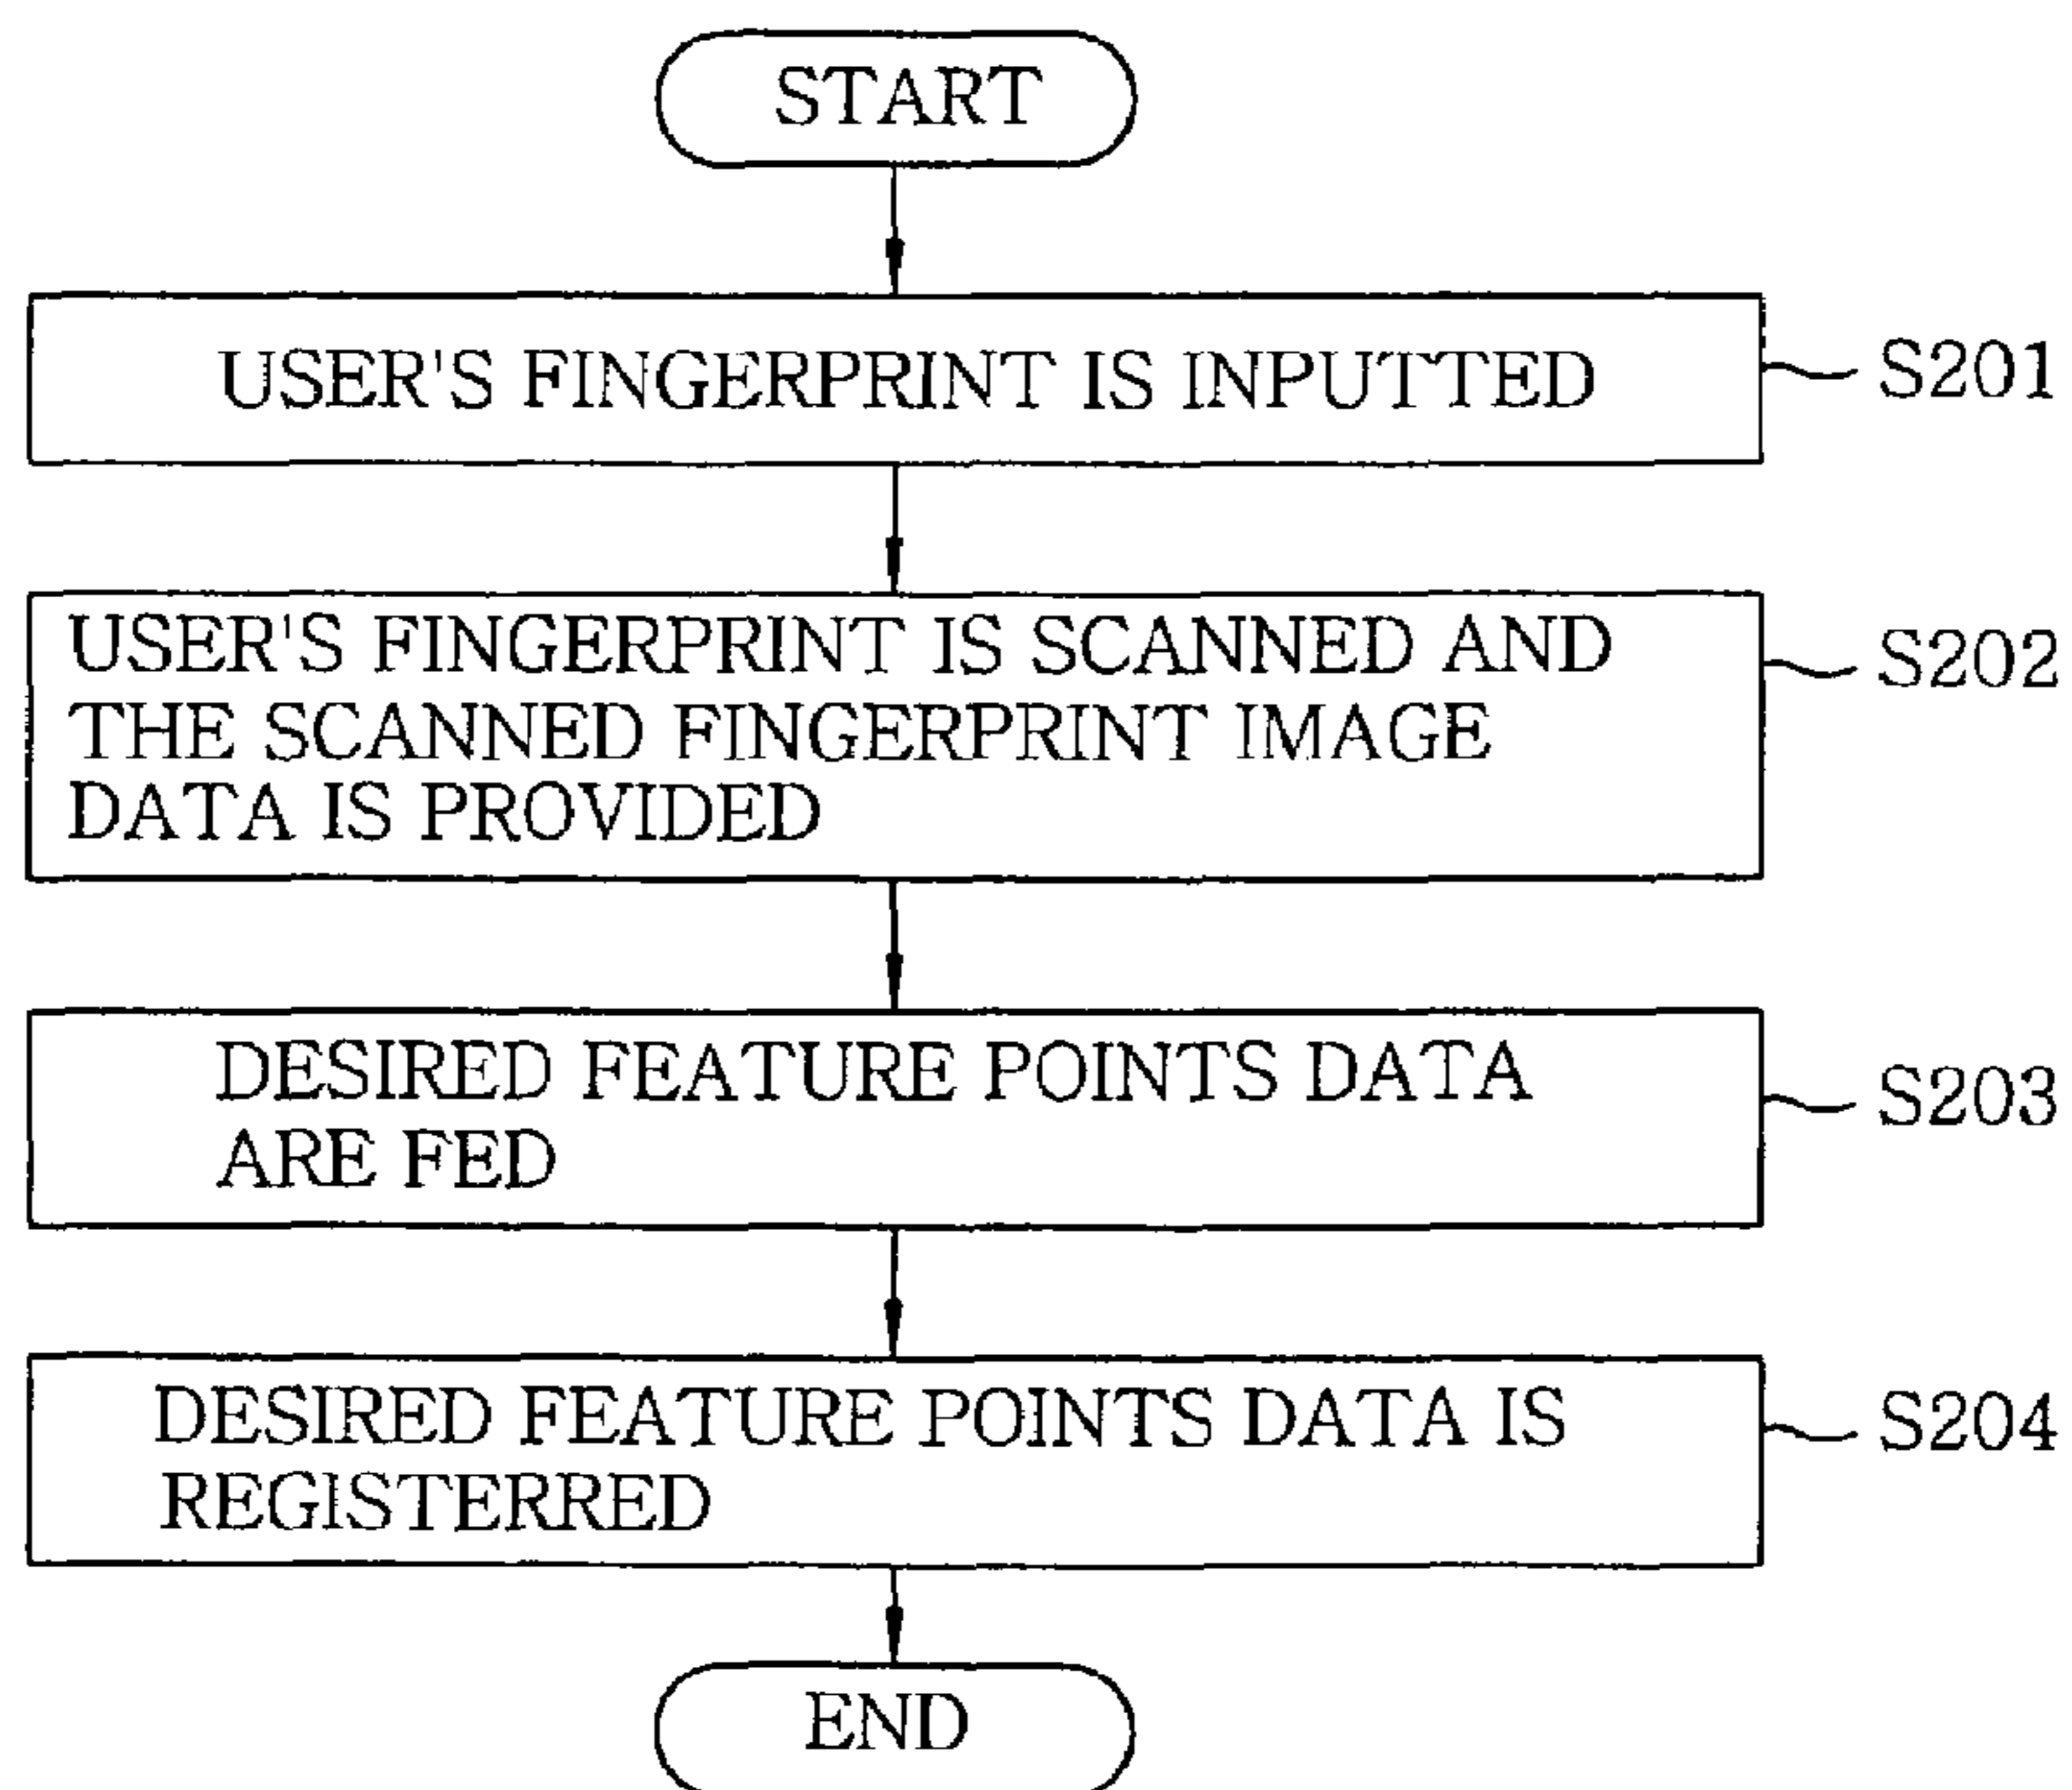 START
USER'S FINGERPRINT IS INPUTTED
S201
USER'S FINGERPRINT IS SCANNED AND
THE SCANNED FINGERPRINT IMAGE
DATA IS PROVIDED
S202
DESIRED FEATURE POINTS DATA
ARE FED
S203
DESIRED FEATURE POINTS DATA IS
REGISTERRED
S204
END